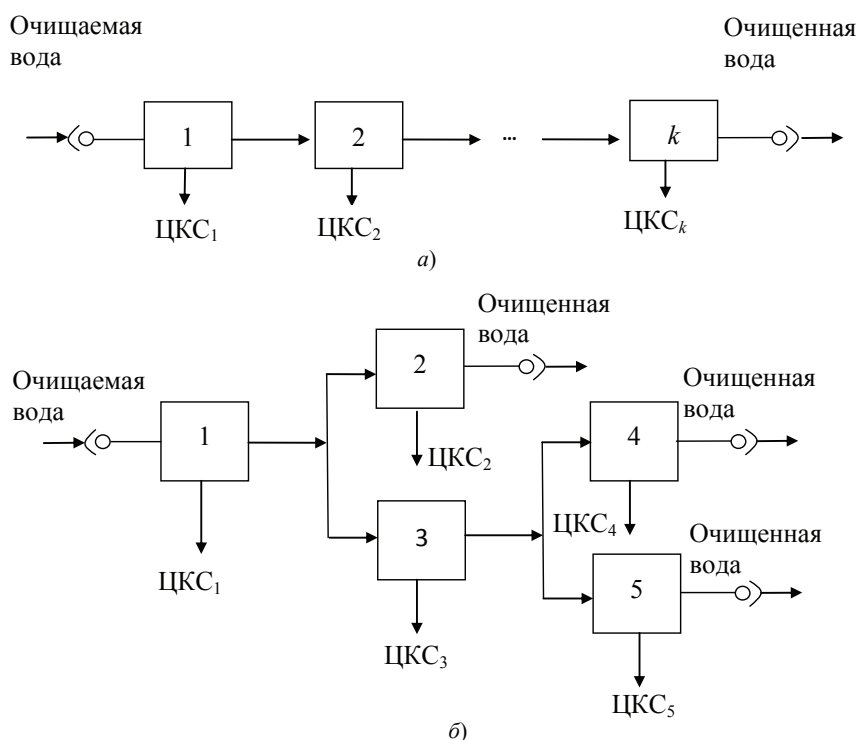 Очищаемая
вода
Очищенная
вода
1
2
...
k
ЦКС1
ЦКС2
ЦКСk
а)
Очищенная
вода
2
Очищаемая
вода
Очищенная
вода
1
4
ЦКС2
ЦКС4
3
Очищенная
вода
5
ЦКС1
ЦКС3
ЦКС5
б)